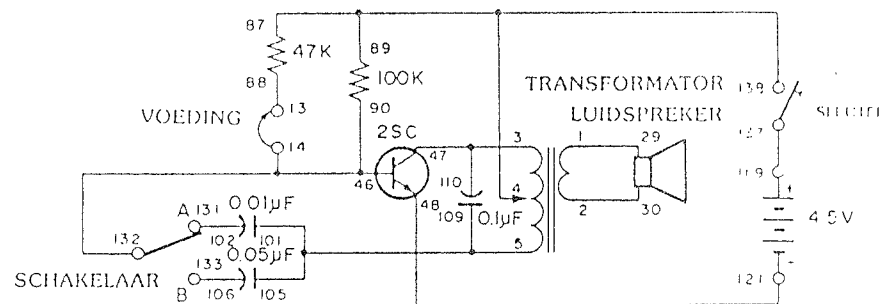 87
89
47K
88
100K
90
TRANSFORMATOR
LUIDSPREKER
139
VOEDING
13
14
2SC
127
3
1
29
47
46
110
4
119
48
109
0.1µF
2
30
0.01µF
A 131
132
102 101
5
4.5V
0.05µF
133
SCHAKELAAR
B
106 105
121